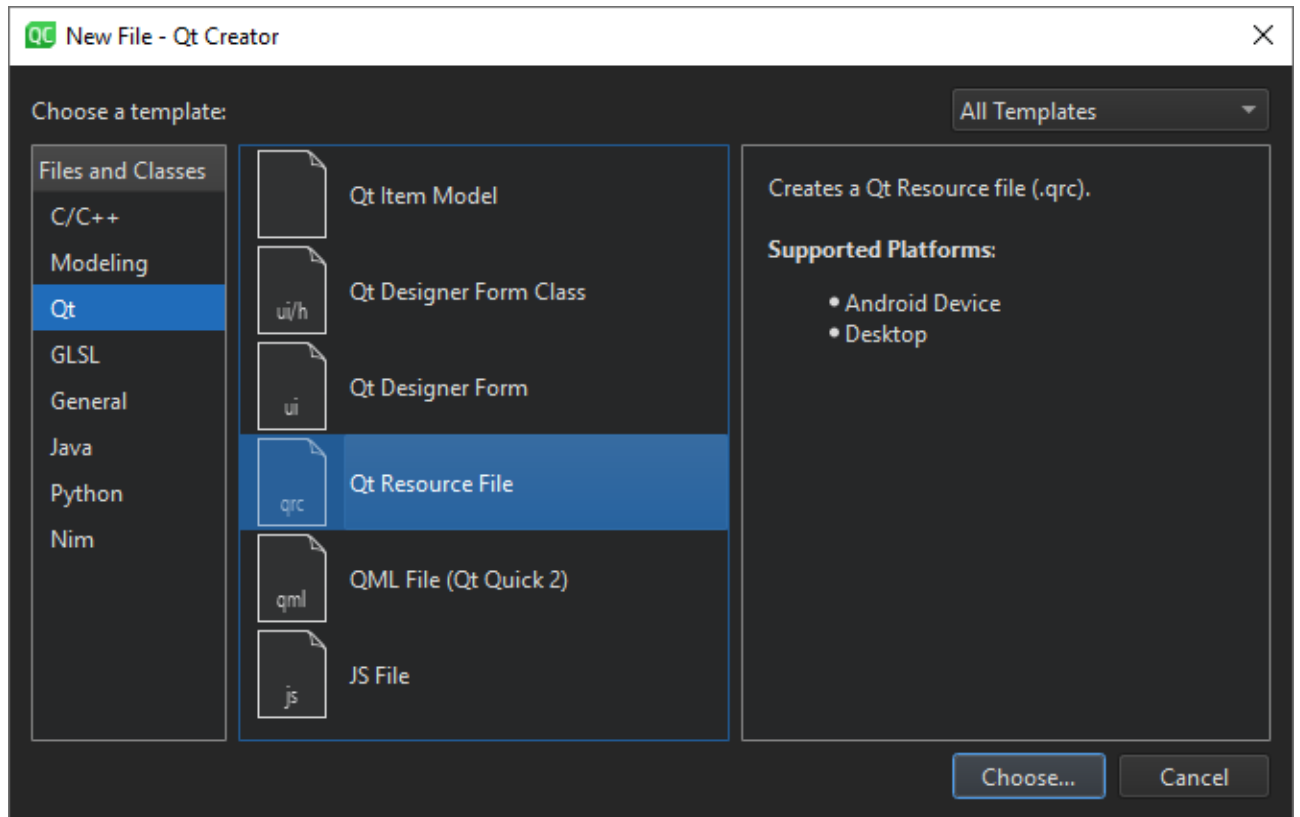 QC New File - Qt Creator
Choose a template:
All Templates
Files and Classes
C/C++
Modeling
Qt
GLSL
General
Java
Python
Nim
Qt Item Model
ui/h
Qt Designer Form Class
ui
Qt Designer Form
qrc
Qt Resource File
qml
QML File (Qt Quick 2)
js
JS File
Creates a Qt Resource file (.qrc).
Supported Platforms:
• Android Device
• Desktop
Choose...
Cancel